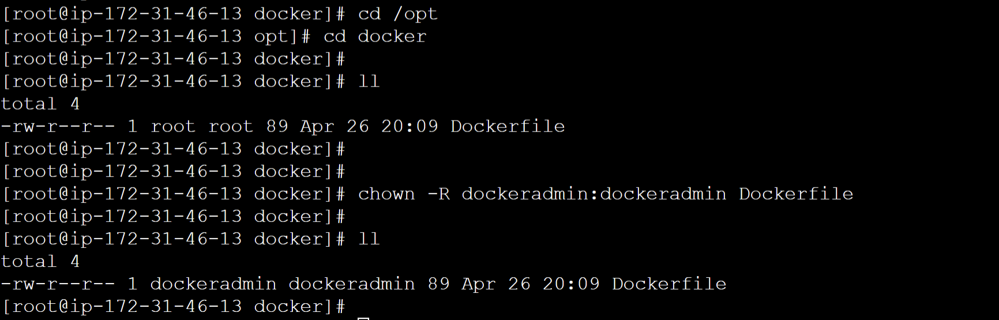 [root@ip-172-31-46-13 docker]# cd /opt
[root@ip-172-31-46-13 opt]# cd docker
[root@ip-172-31-46-13 docker]#
[root@ip-172-31-46-13 docker]# ll
total 4
-rw-r--r-- 1 root root 89 Apr 26 20:09 Dockerfile
[root@ip-172-31-46-13 docker]#
[root@ip-172-31-46-13 docker]#
[root@ip-172-31-46-13 docker]# chown -R dockeradmin:dockeradmin Dockerfile
[root@ip-172-31-46-13 docker]#
[root@ip-172-31-46-13 docker]# ll
total 4
-rw-r--r-- 1 dockeradmin dockeradmin 89 Apr 26 20:09 Dockerfile
[root@ip-172-31-46-13 docker]#